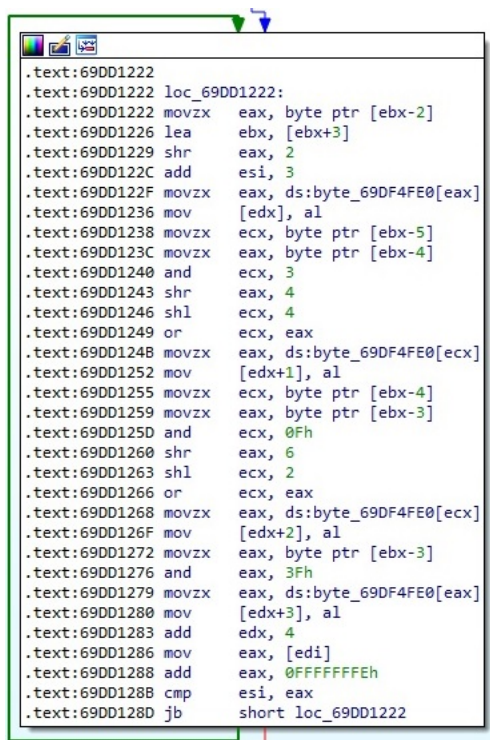 .text:69DD1222
.text:69DD1222 loc_69DD1222:
.text:69DD1222 movzx eax, byte ptr [ebx-2]
.text:69DD1226 lea ebx, [ebx+3]
.text:69DD1229 shr eax, 2
.text:69DD122C add esi, 3
.text:69DD122F movzx eax, ds:byte_69DF4FE0[eax]
.text:69DD1236 mov [edx], al
.text:69DD1238 movzx ecx, byte ptr [ebx-5]
.text:69DD123C movzx eax, byte ptr [ebx-4]
.text:69DD1240 and ecx, 3
.text:69DD1243 shr eax, 4
.text:69DD1246 shl ecx, 4
.text:69DD1249 or ecx, eax
.text:69DD124B movzx eax, ds:byte_69DF4FE0[ecx]
.text:69DD1252 mov [edx+1], al
.text:69DD1255 movzx ecx, byte ptr [ebx-4]
.text:69DD1259 movzx eax, byte ptr [ebx-3]
.text:69DD125D and ecx, 0Fh
.text:69DD1260 shr eax, 6
.text:69DD1263 shl ecx, 2
.text:69DD1266 or ecx, eax
.text:69DD1268 movzx eax, ds:byte_69DF4FE0[ecx]
.text:69DD126F mov [edx+2], al
.text:69DD1272 movzx eax, byte ptr [ebx-3]
.text:69DD1276 and eax, 3Fh
.text:69DD1279 movzx eax, ds:byte_69DF4FE0[eax]
.text:69DD1280 mov [edx+3], al
.text:69DD1283 add edx, 4
.text:69DD1286 mov eax, [edi]
.text:69DD1288 add eax, 0FFFFFFFEh
.text:69DD128B cmp esi, eax
.text:69DD128D jb short loc_69DD1222